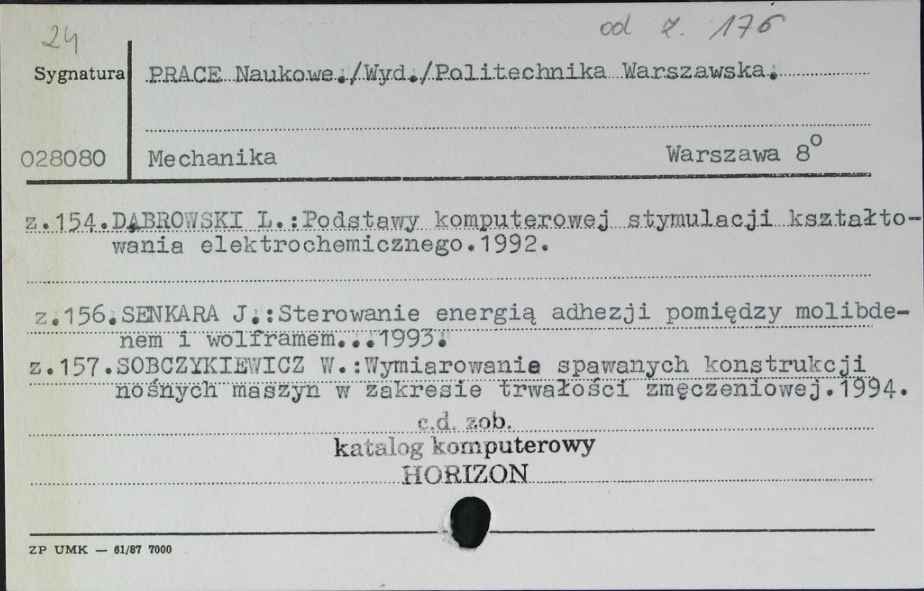 24
od z. 176
Sygnatura
PRACE Naukowe./Wyd./Politechnika Warszawska.
028080
Mechanika
Warszawa 8°
z.154.DĄBROWSKI L.:Podstawy komputerowej stymulacji kształto-
wania elektrochemicznego.1992.
z.156.SENKARA J.:Sterowanie energią adhezji pomiędzy molibde-
nem i wolframem...1993.
z.157.SOBCZYKIEWICZ W.:Wymiarowanie spawanych konstrukcji
nośnych maszyn w zakresie trwałości zmęczeniowej.1994.
c.d. zob.
katalog komputerowy
HORIZON
ZP UMK — 61/87 7000